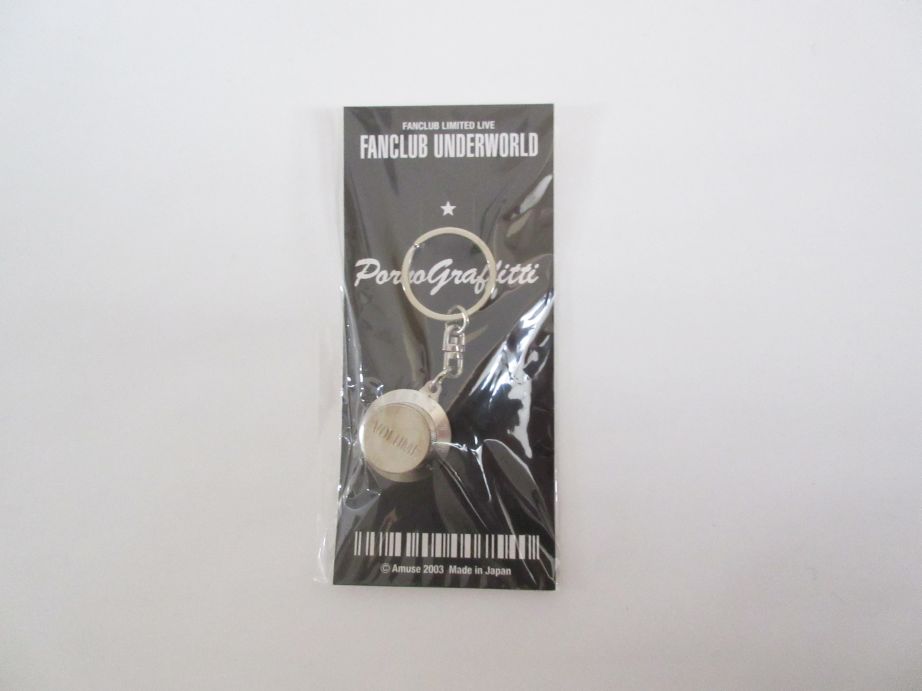 FANCLUB LIMITED LIVE
FANCLUB UNDERWORLD
PornoGraffitti
VOLUME
© Amuse 2003 Made in Japan